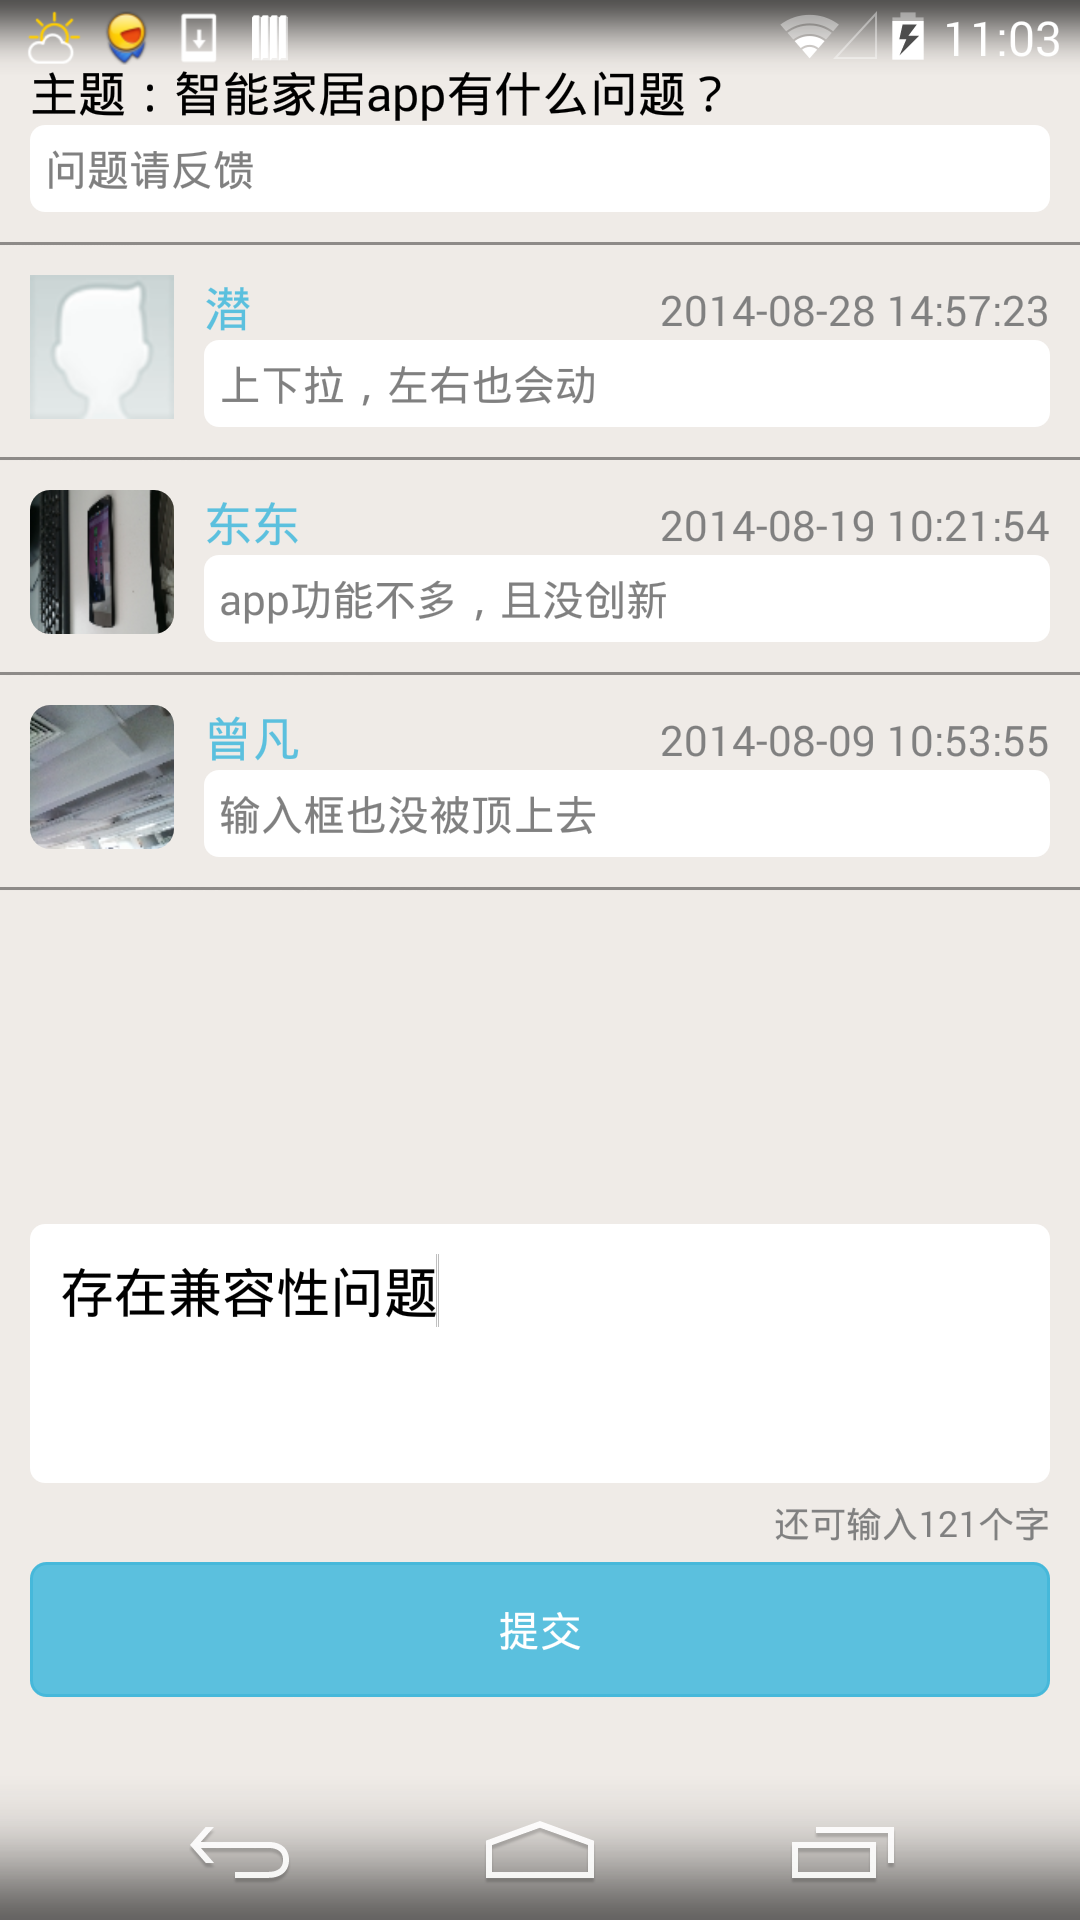 11:03
主题：智能家居app有什么问题？
问题请反馈
潜
2014-08-28 14:57:23
上下拉，左右也会动
东东
2014-08-19 10:21:54
app功能不多，且没创新
曾凡
2014-08-09 10:53:55
输入框也没被顶上去
存在兼容性问题
还可输入121个字
提交